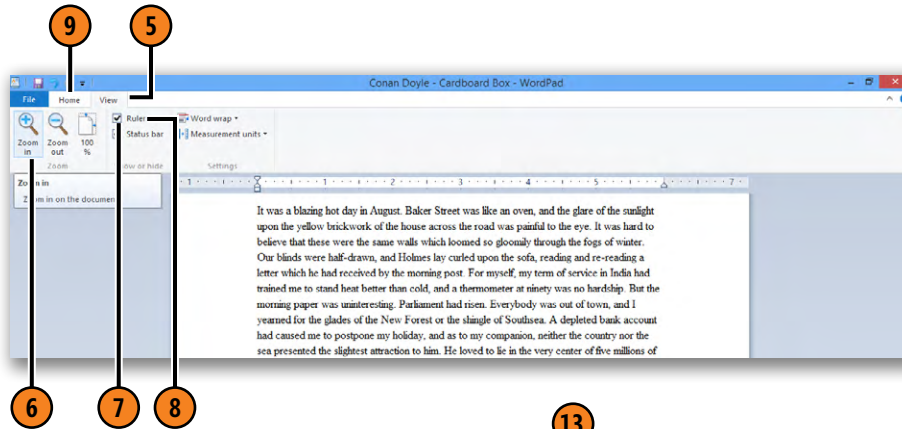 9
5
Conan Doyle - Cardboard Box - WordPad
File Home View
Zoom in
Zoom out
100 %
Ruler
Status bar
Word wrap
Measurement units
Zoom
Settings
1 1 2 3 4 5 7
in
in on the document
It was a blazing hot day in August. Baker Street was like an oven, and the glare of the sunlight
upon the yellow brickwork of the house across the road was painful to the eye. It was hard to
believe that these were the same walls which loomed so gloomily through the fogs of winter.
Our blinds were half-drawn, and Holmes lay curled upon the sofa, reading and re-reading a
letter which he had received by the morning post. For myself, my term of service in India had
trained me to stand heat better than cold, and a thermometer at ninety was no hardship. But the
morning paper was uninteresting. Parliament had risen. Everybody was out of town, and I
yearned for the glades of the New Forest or the shingle of Southsea. A depleted bank account
had caused me to postpone my holiday, and as to my companion, neither the country nor the
sea presented the slightest attraction to him. He loved to lie in the very center of five millions of
6
7
8
13